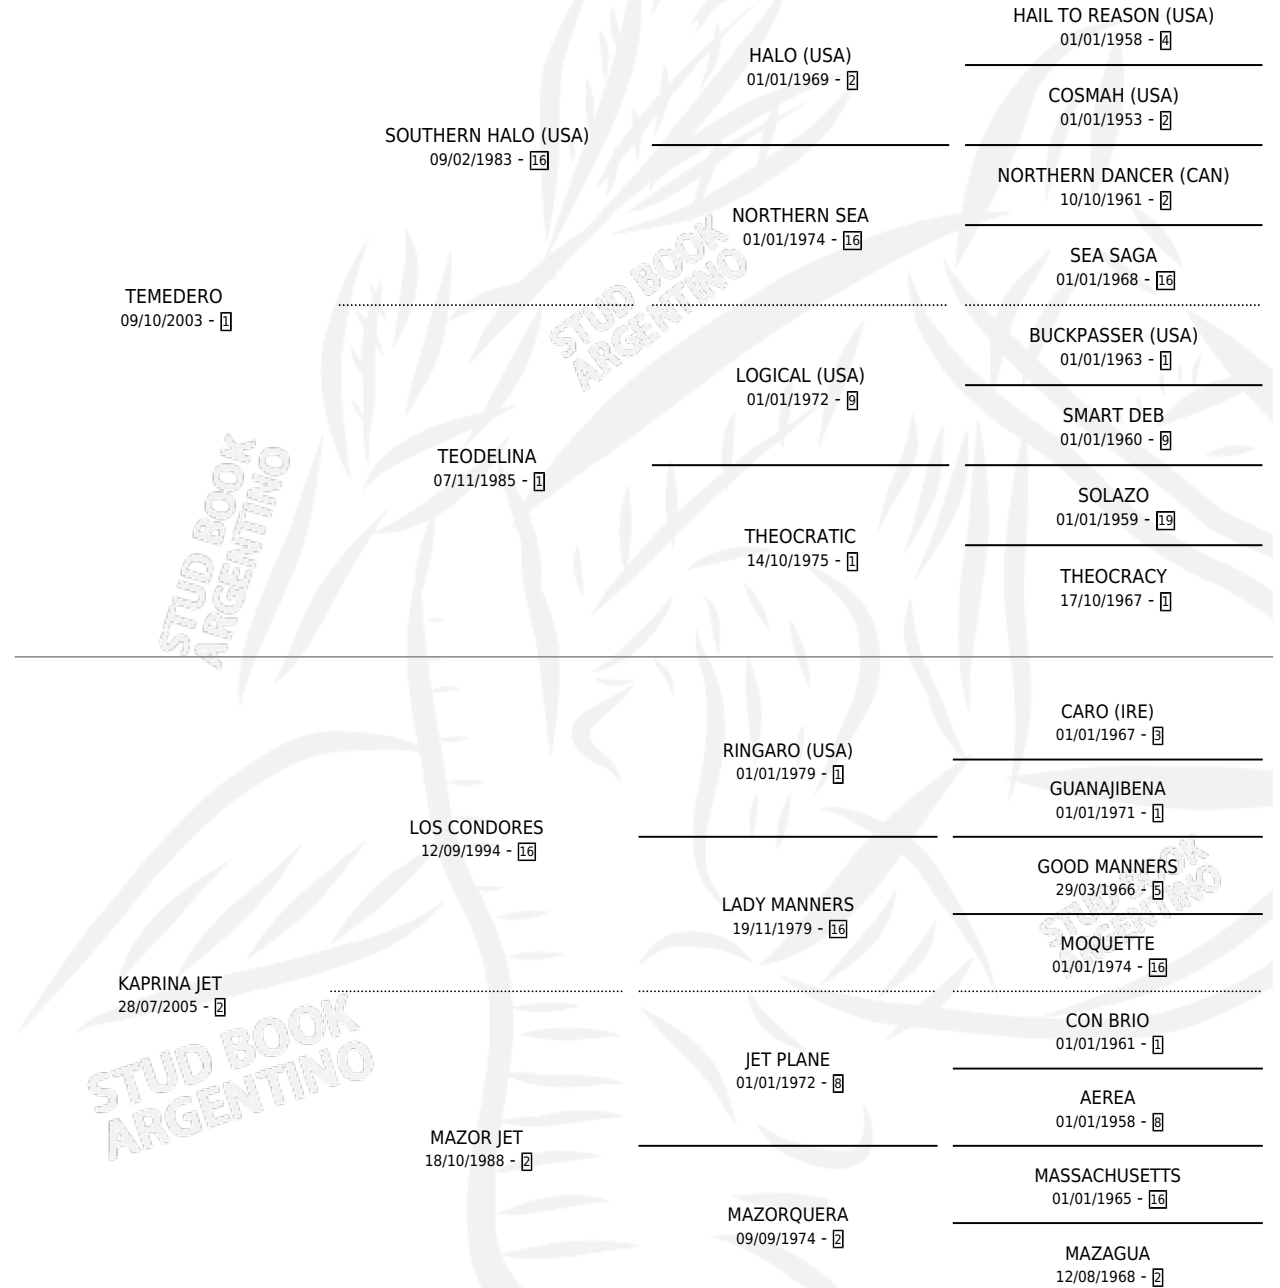 HAIL TO REASON (USA)
01/01/1958 - 4
HALO (USA)
01/01/1969 - 2
COSMAH (USA)
01/01/1953 - 2
SOUTHERN HALO (USA)
09/02/1983 - 16
NORTHERN DANCER (CAN)
10/10/1961 - 2
NORTHERN SEA
01/01/1974 - 16
SEA SAGA
01/01/1968 - 16
TEMEDERO
09/10/2003 - 1
STUD BOOK
ARGENTINO
BUCKPASSER (USA)
01/01/1963 - 1
LOGICAL (USA)
01/01/1972 - 9
SMART DEB
01/01/1960 - 9
TEODELINA
07/11/1985 - 1
SOLAZO
01/01/1959 - 19
THEOCRATIC
14/10/1975 - 1
THEOCRACY
17/10/1967 - 1
STUD BOOK
ARGENTINO
CARO (IRE)
01/01/1967 - 3
RINGARO (USA)
01/01/1979 - 1
GUANAJIBENA
01/01/1971 - 1
LOS CONDORES
12/09/1994 - 16
GOOD MANNERS
29/03/1966 - 5
LADY MANNERS
19/11/1979 - 16
STUD BOOK
ARGENTINO
MOQUETTE
01/01/1974 - 16
KAPRINA JET
28/07/2005 - 2
CON BRIO
01/01/1961 - 1
JET PLANE
01/01/1972 - 8
STUD BOOK
ARGENTINO
AEREA
01/01/1958 - 8
MAZOR JET
18/10/1988 - 2
MASSACHUSETTS
01/01/1965 - 16
MAZORQUERA
09/09/1974 - 2
MAZAGUA
12/08/1968 - 2